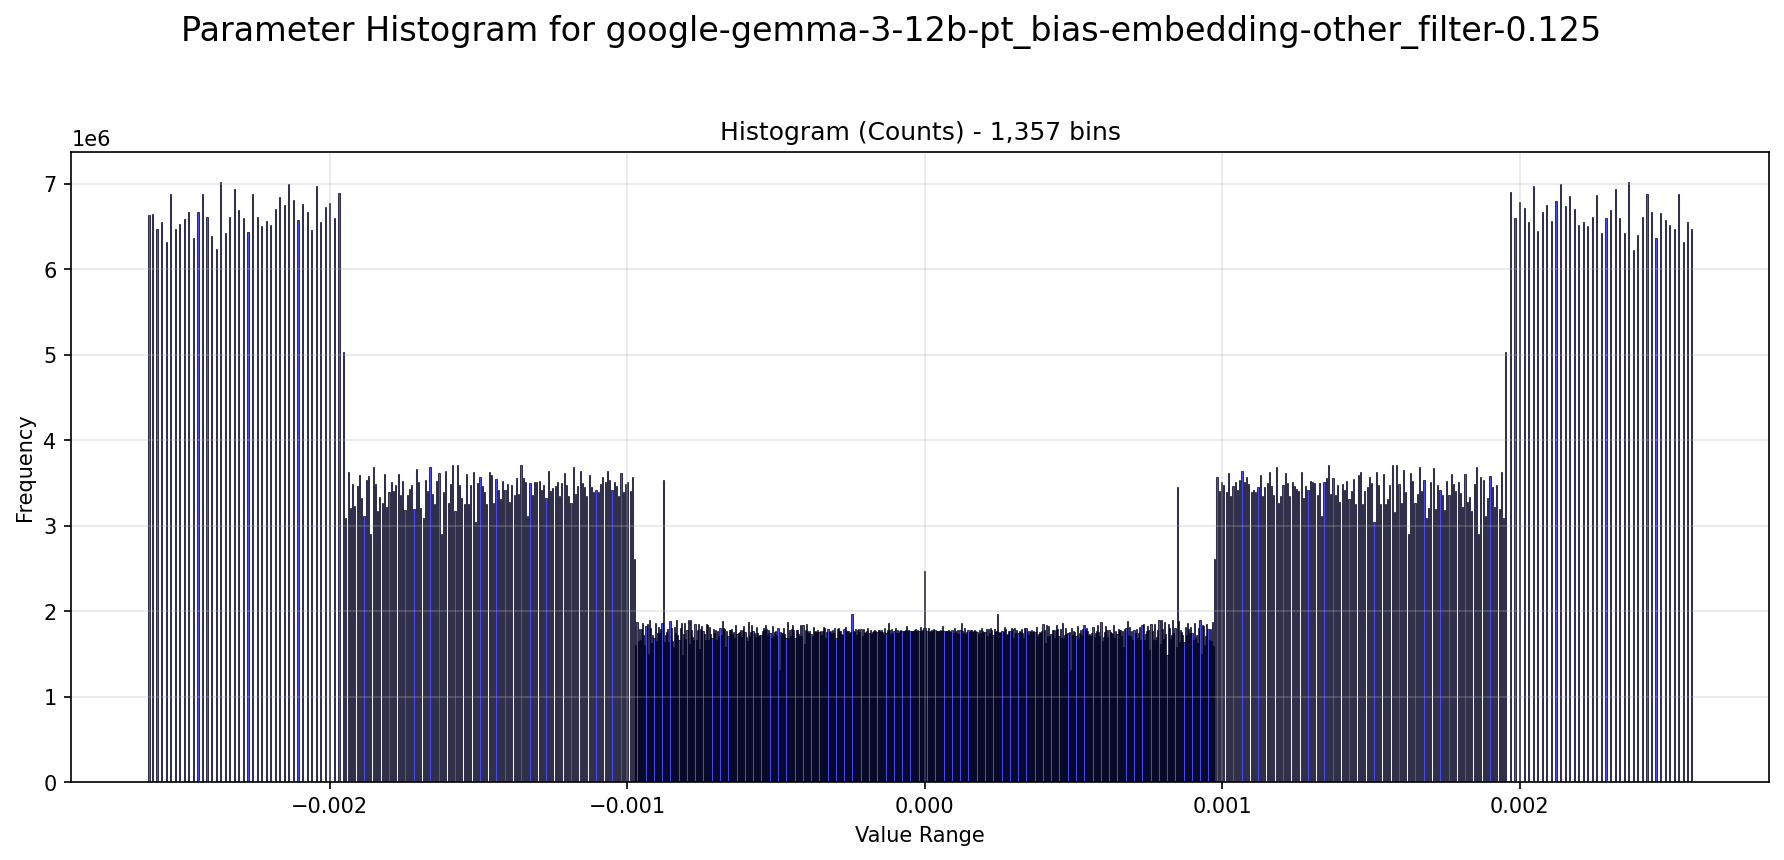 Parameter Histogram for google-gemma-3-12b-pt_bias-embedding-other_filter-0.125
Histogram (Counts) - 1,357 bins
1e6
7
6
5
4
3
2
1
0
Frequency
−0.002
−0.001
0.000
0.001
0.002
Value Range